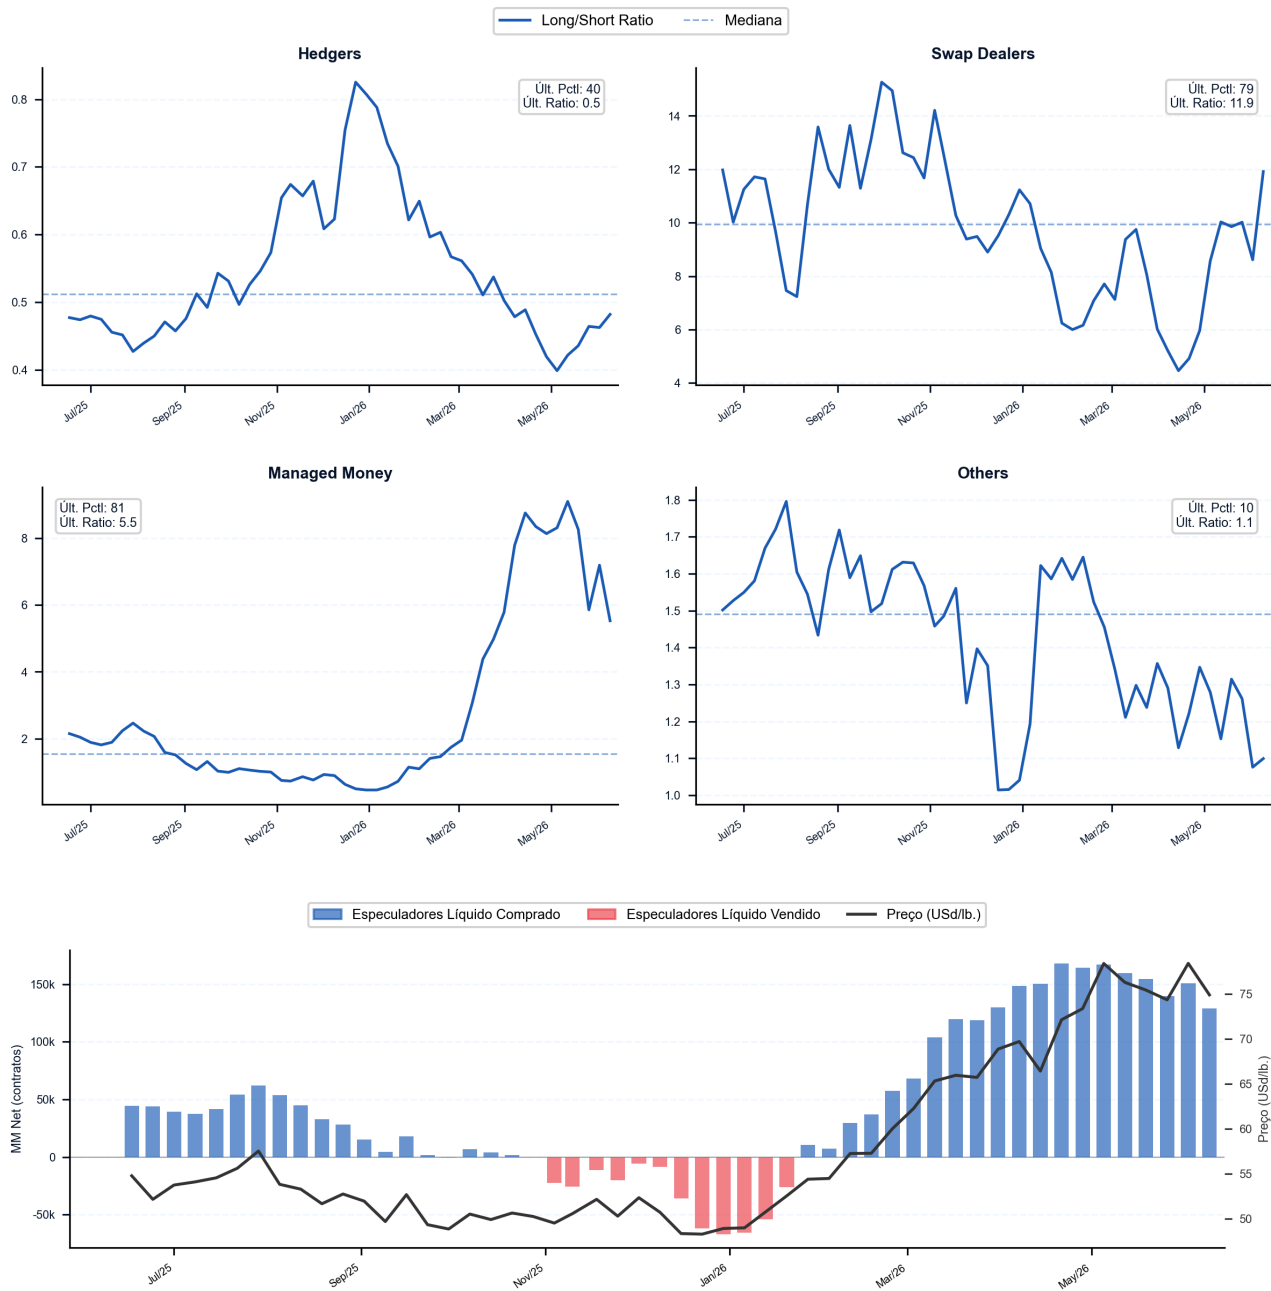 Long/Short Ratio   Mediana
Hedgers
Últ. Pctl: 40
Últ. Ratio: 0.5
0.8
0.7
0.6
0.5
0.4
Jul/25 Sep/25 Nov/25 Jan/26 Mar/26 May/26
Swap Dealers
Últ. Pctl: 79
Últ. Ratio: 11.9
14
12
10
8
6
4
Jul/25 Sep/25 Nov/25 Jan/26 Mar/26 May/26
Managed Money
Últ. Pctl: 81
Últ. Ratio: 5.5
8
6
4
2
Jul/25 Sep/25 Nov/25 Jan/26 Mar/26 May/26
Others
Últ. Pctl: 10
Últ. Ratio: 1.1
1.8
1.7
1.6
1.5
1.4
1.3
1.2
1.1
1.0
Jul/25 Sep/25 Nov/25 Jan/26 Mar/26 May/26
Especuladores Líquido Comprado   Especuladores Líquido Vendido   Preço (USd/lb.)
MM Net (contratos)
150k
100k
50k
0
-50k
75
70
65
60
55
50
Preço (USd/lb.)
Jul/25 Sep/25 Nov/25 Jan/26 Mar/26 May/26